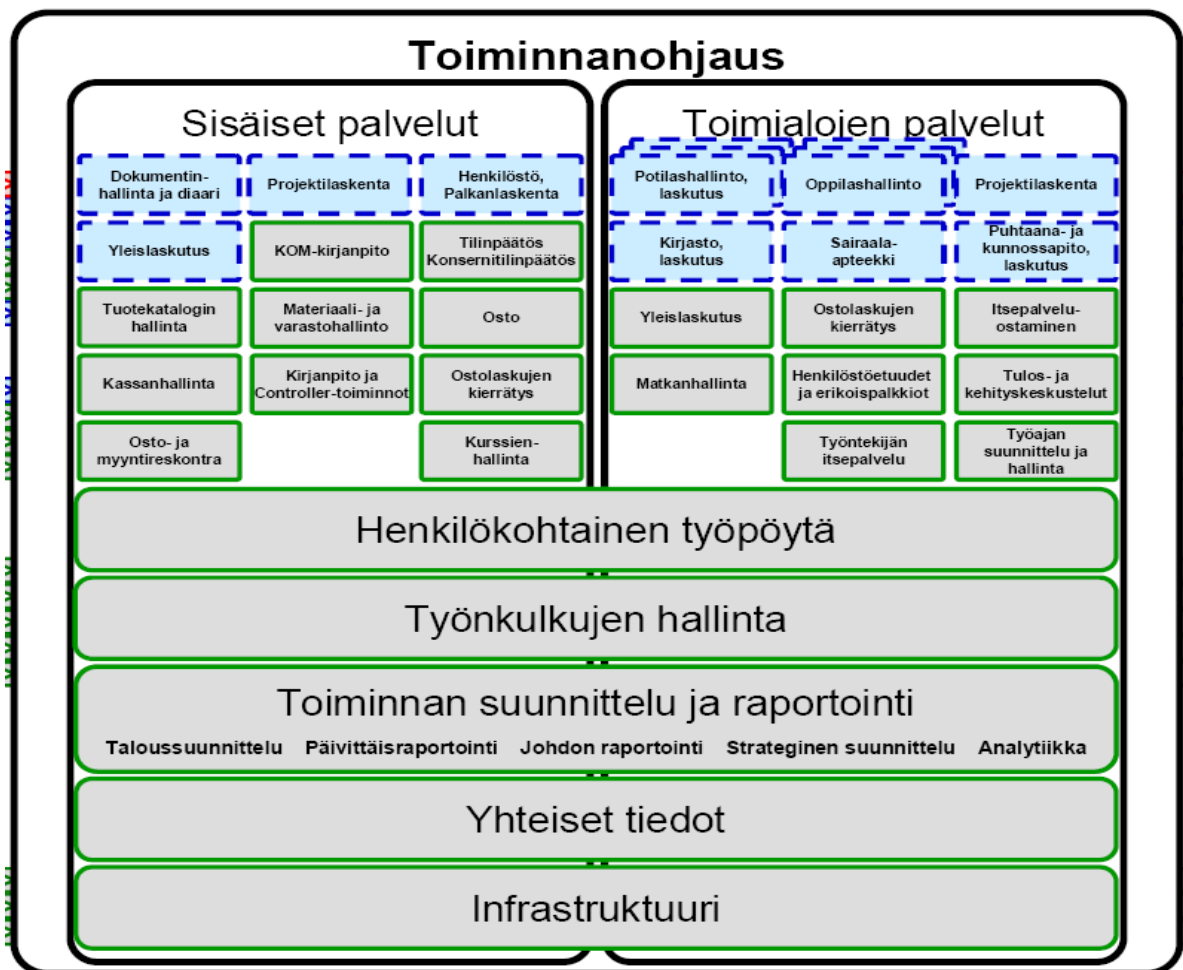 Toiminnanohjaus
Sisäiset palvelut
Dokumentin-
hallinta ja diaari
Projektilaskenta
Henkilöstö,
Palkanlaskenta
Yleislaskutus
KOM-kirjanpito
Tilinpäätös
Konsernitilinpäätös
Tuotekatalogin
hallinta
Materiaali- ja
varastohallinto
Osto
Kassanhallinta
Kirjanpito ja
Controller-toiminnot
Ostolaskujen
kierrätys
Osto- ja
myyntireskontra
Kurssien-
hallinta
Toimialojen palvelut
Potilashallinto,
laskutus
Oppilashallinto
Projektilaskenta
Kirjasto,
laskutus
Sairaala-
apteekki
Puhtaana- ja
kunnossapito,
laskutus
Yleislaskutus
Ostolaskujen
kierrätys
Itsepalvelu-
ostaminen
Matkanhallinta
Henkilöstöetuudet
ja erikoispalkkiot
Tulos- ja
kehityskeskustelut
Työntekijän
itsepalvelu
Työajan
suunnittelu ja
hallinta
Henkilökohtainen työpöytä
Työnkulkujen hallinta
Toiminnan suunnittelu ja raportointi
Taloussuunnittelu Päivittäisraportointi Johdon raportointi Strateginen suunnittelu Analytiikka
Yhteiset tiedot
Infrastruktuuri